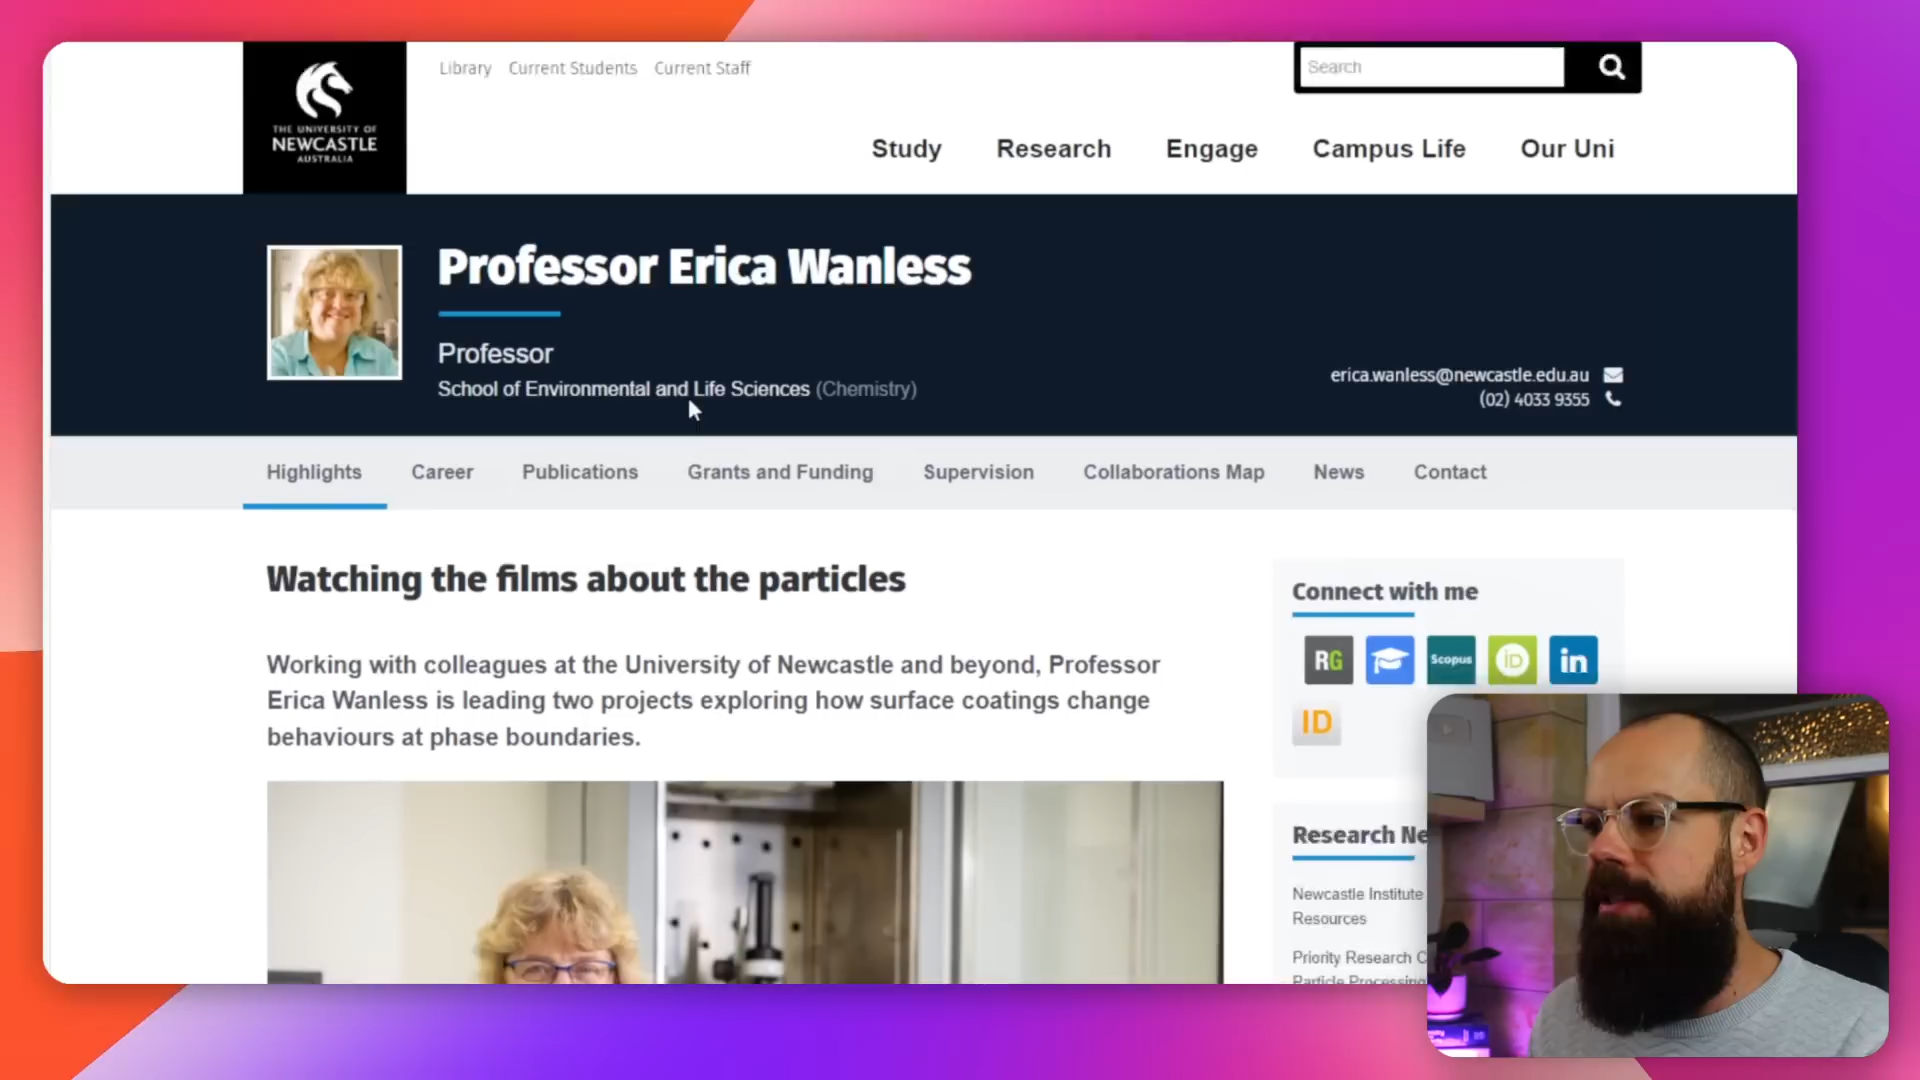 THE UNIVERSITY OF
NEWCASTLE
AUSTRALIA
Library Current Students Current Staff
Search
Study Research Engage Campus Life Our Uni
Professor Erica Wanless
Professor
School of Environmental and Life Sciences (Chemistry)
erica.wanless@newcastle.edu.au
(02) 4033 9355
Highlights Career Publications Grants and Funding Supervision Collaborations Map News Contact
Watching the films about the particles
Working with colleagues at the University of Newcastle and beyond, Professor
Erica Wanless is leading two projects exploring how surface coatings change
behaviours at phase boundaries.
Connect with me
RG Scopus iD in
ID
Research Ne
Newcastle Institute
Resources
Priority Research C
Particle Processing